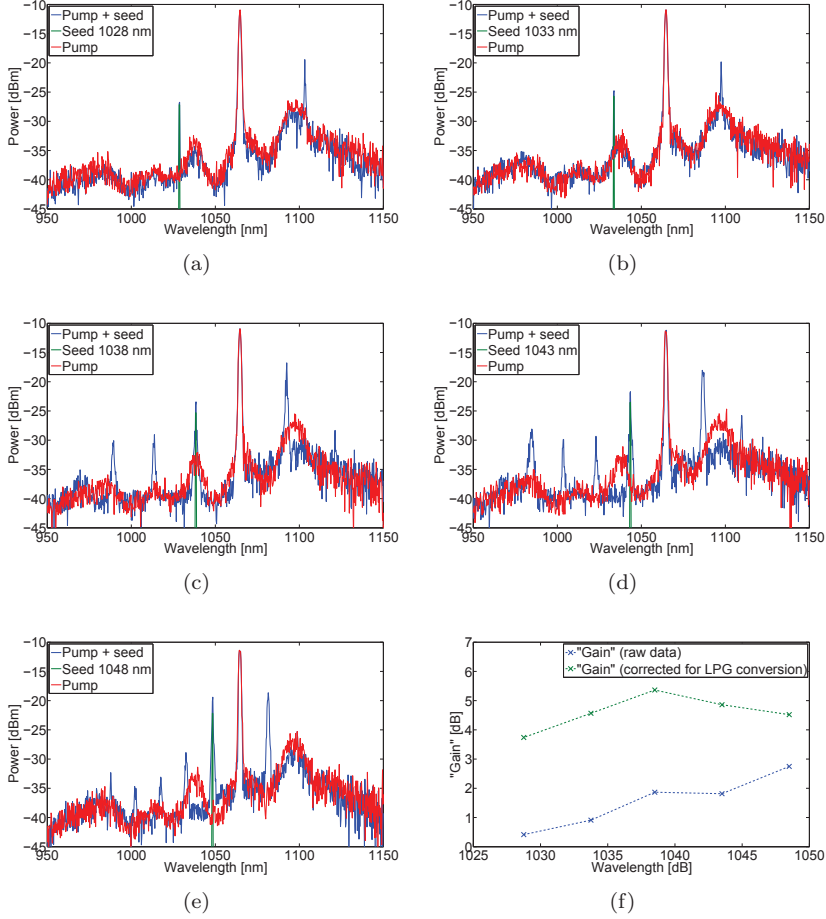 Pump + seed
Seed 1028 nm
Pump
Power [dBm]
−10
−15
−20
−25
−30
−35
−40
−45
950 1000 1050 1100 1150
Wavelength [nm]
(a)
Pump + seed
Seed 1033 nm
Pump
Power [dBm]
−10
−15
−20
−25
−30
−35
−40
−45
950 1000 1050 1100 1150
Wavelength [nm]
(b)
Pump + seed
Seed 1038 nm
Pump
Power [dBm]
−10
−15
−20
−25
−30
−35
−40
−45
950 1000 1050 1100 1150
Wavelength [nm]
(c)
Pump + seed
Seed 1043 nm
Pump
Power [dBm]
−10
−15
−20
−25
−30
−35
−40
−45
950 1000 1050 1100 1150
Wavelength [nm]
(d)
Pump + seed
Seed 1048 nm
Pump
Power [dBm]
−10
−15
−20
−25
−30
−35
−40
−45
950 1000 1050 1100 1150
Wavelength [nm]
(e)
"Gain" (raw data)
"Gain" (corrected for LPG conversion)
"Gain" [dB]
7
6
5
4
3
2
1
0
1025 1030 1035 1040 1045 1050
Wavelength [dB]
(f)